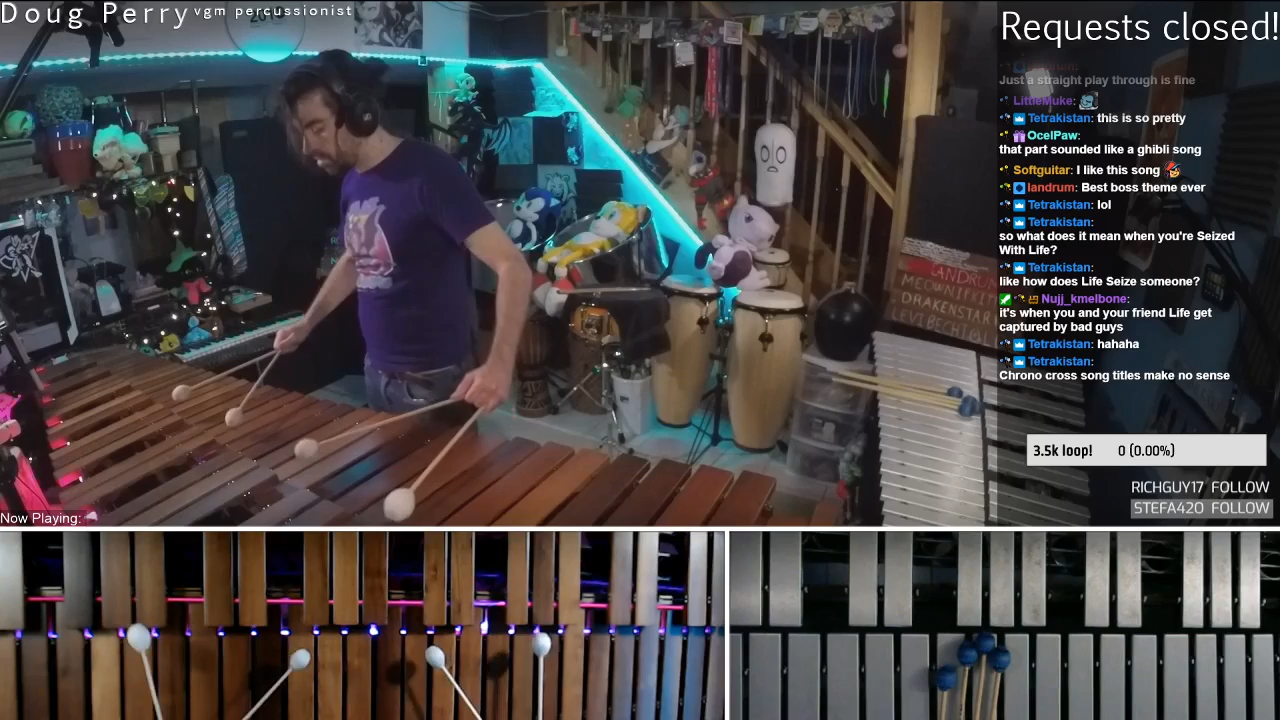 Doug Perry vgm percussionist
Requests closed!
Just a straight play through is fine
LittleMuke:
Tetrakistan: this is so pretty
OcelPaw:
that part sounded like a ghibli song
Softguitar: I like this song
landrum: Best boss theme ever
Tetrakistan: lol
Tetrakistan:
so what does it mean when you're Seized
With Life?
Tetrakistan:
like how does Life Seize someone?
Nujj_kmelbone:
it's when you and your friend Life get
captured by bad guys
Tetrakistan: hahaha
Tetrakistan:
Chrono cross song titles make no sense
LANDRUM
MEOWNIFKIT
DRAKENSTAR
3.5k loop! 0 (0.00%)
RICHGUY17 FOLLOW
STEFA420 FOLLOW
Now Playing: